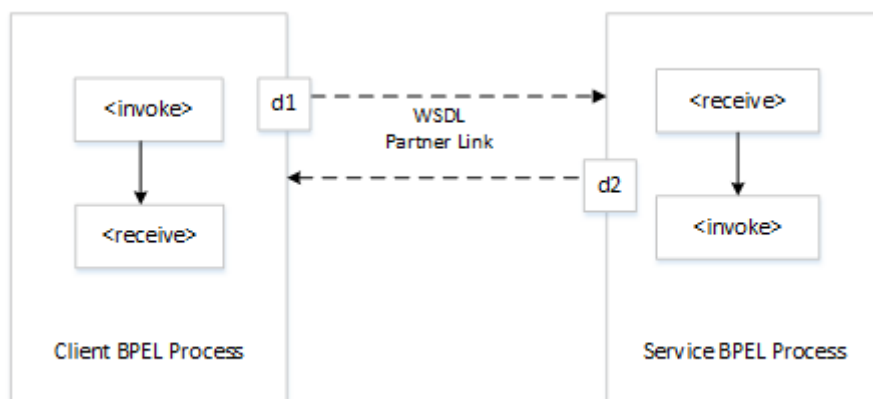 <invoke>
d1
<receive>
WSDL
Partner Link
<receive>
d2
<invoke>
Client BPEL Process
Service BPEL Process